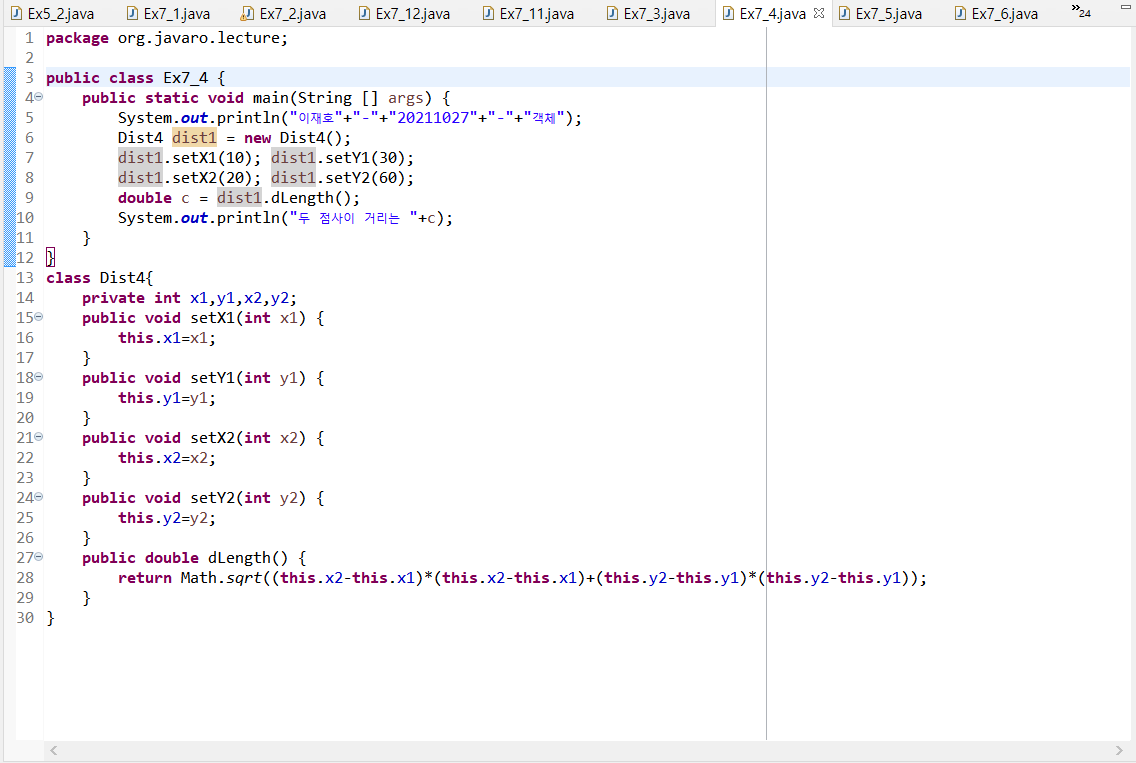 Ex5_2.java Ex7_1.java Ex7_2.java Ex7_12.java Ex7_11.java Ex7_3.java Ex7_4.java Ex7_5.java Ex7_6.java »24
1 package org.javaro.lecture;
2
3 public class Ex7_4 {
4 public static void main(String [] args) {
5 System.out.println("이재호"+"-"+"20211027"+"-"+"객체");
6 Dist4 dist1 = new Dist4();
7 dist1.setX1(10); dist1.setY1(30);
8 dist1.setX2(20); dist1.setY2(60);
9 double c = dist1.dLength();
10 System.out.println("두 점사이 거리는 "+c);
11 }
12 }
13 class Dist4{
14 private int x1,y1,x2,y2;
15 public void setX1(int x1) {
16 this.x1=x1;
17 }
18 public void setY1(int y1) {
19 this.y1=y1;
20 }
21 public void setX2(int x2) {
22 this.x2=x2;
23 }
24 public void setY2(int y2) {
25 this.y2=y2;
26 }
27 public double dLength() {
28 return Math.sqrt((this.x2-this.x1)*(this.x2-this.x1)+(this.y2-this.y1)*(this.y2-this.y1));
29 }
30 }